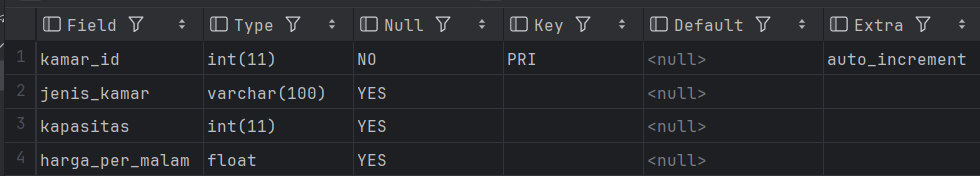 Field Type Null Key Default Extra
1 kamar_id int(11) NO PRI <null> auto_increment
2 jenis_kamar varchar(100) YES <null>
3 kapasitas int(11) YES <null>
4 harga_per_malam float YES <null>